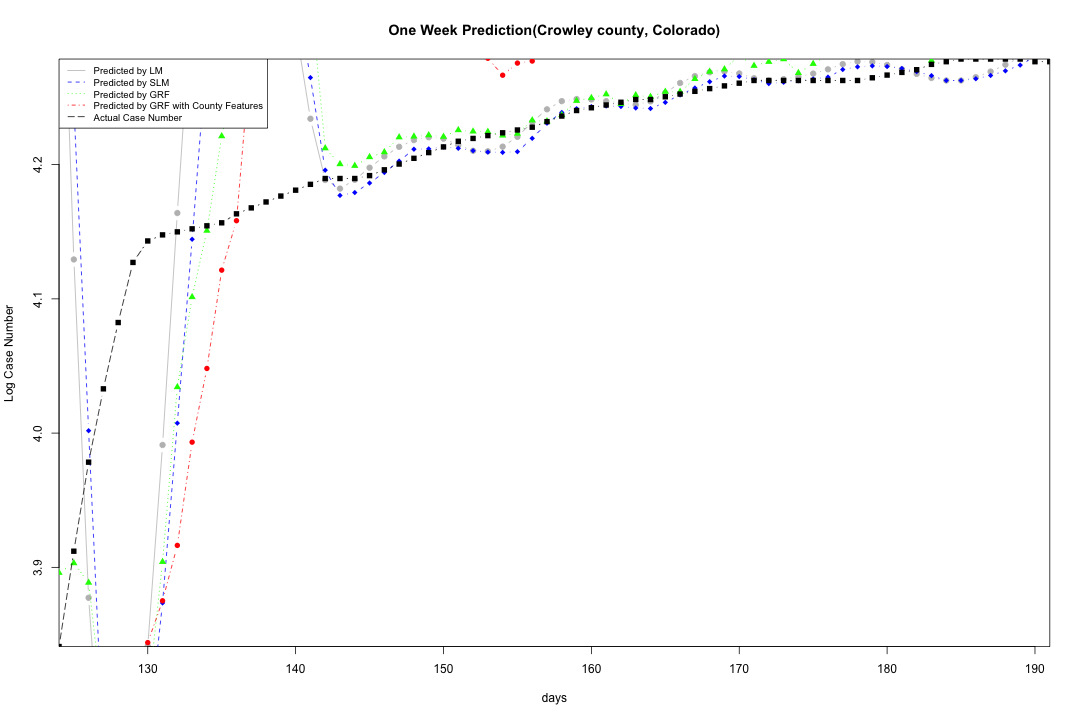 One Week Prediction(Crowley county, Colorado)
Predicted by LM
Predicted by SLM
Predicted by GRF
Predicted by GRF with County Features
Actual Case Number
Log Case Number
4.2
4.1
4.0
3.9
130
140
150
160
170
180
190
days